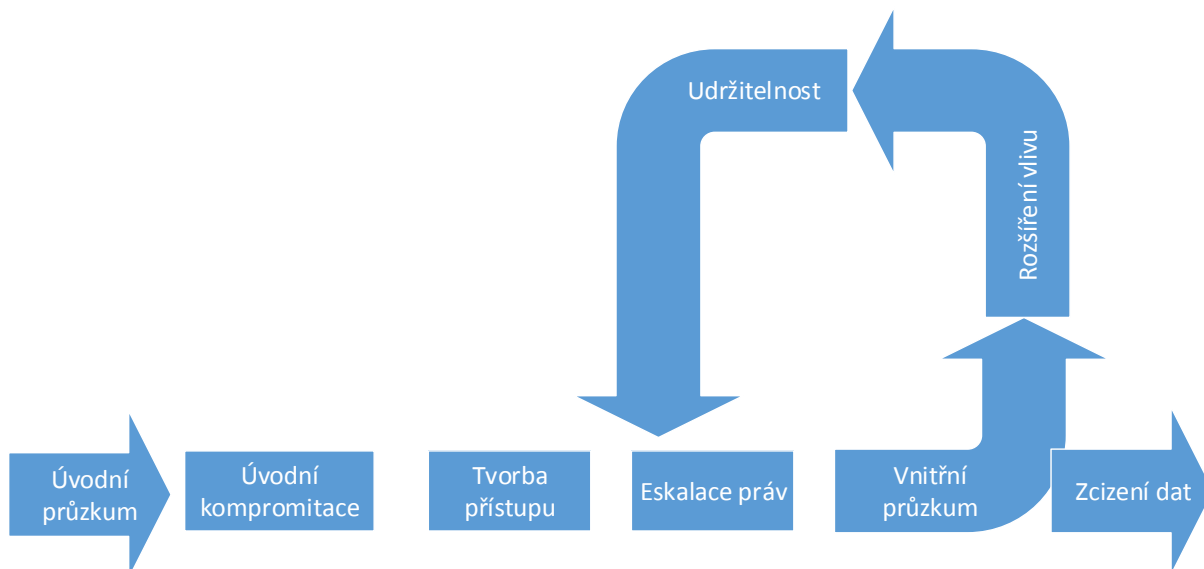 Udržitelnost
Rozšíření vlivu
Úvodní
průzkum
Úvodní
kompromitace
Tvorba
přístupu
Eskalace práv
Vnitřní
průzkum
Zcizení dat